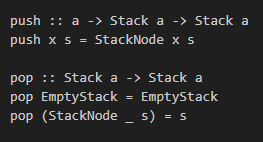 push :: a -> Stack a -> Stack a
push x s = StackNode x s

pop :: Stack a -> Stack a
pop EmptyStack = EmptyStack
pop (StackNode _ s) = s